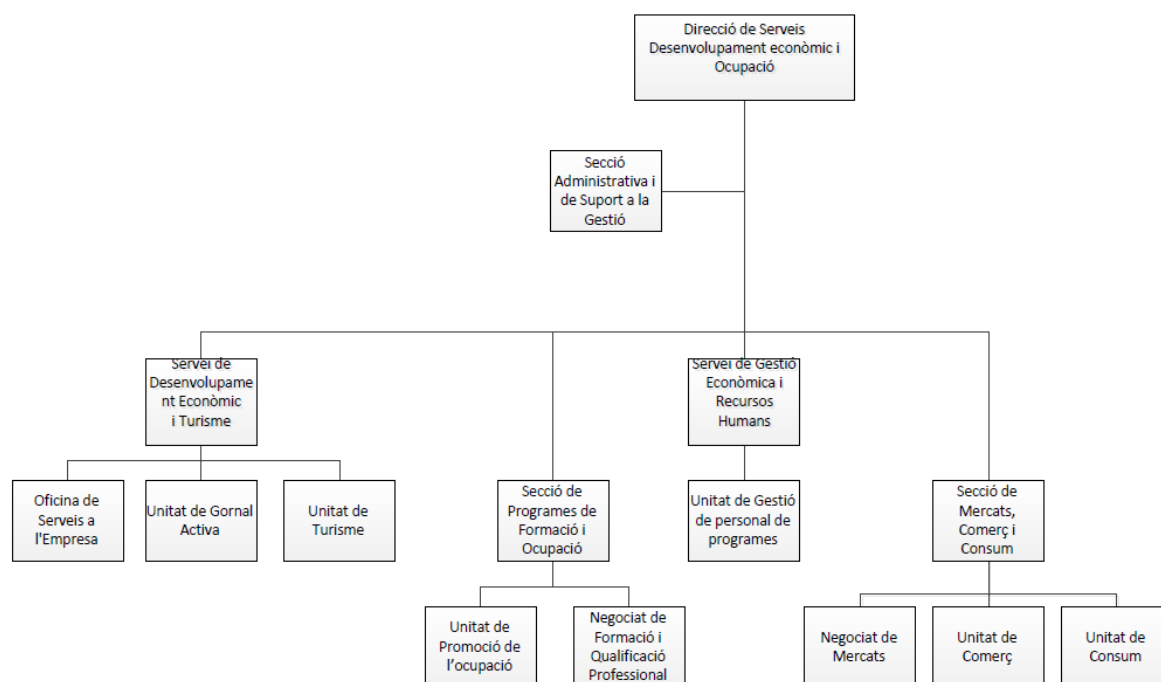 Direcció de Serveis
Desenvolupament econòmic i
Ocupació
Secció
Administrativa i
de Suport a la
Gestió
Servei de
Desenvolupame
nt Econòmic
i Turisme
Servei de Gestió
Econòmica i
Recursos
Humans
Oficina de
Serveis a
l'Empresa
Unitat de Gornal
Activa
Unitat de
Turisme
Secció de
Programes de
Formació i
Ocupació
Unitat de Gestió
de personal de
programes
Secció de
Mercats,
Comerç i
Consum
Unitat de
Promoció de
l’ocupació
Negociat de
Formació i
Qualificació
Professional
Negociat de
Mercats
Unitat de
Comerç
Unitat de
Consum